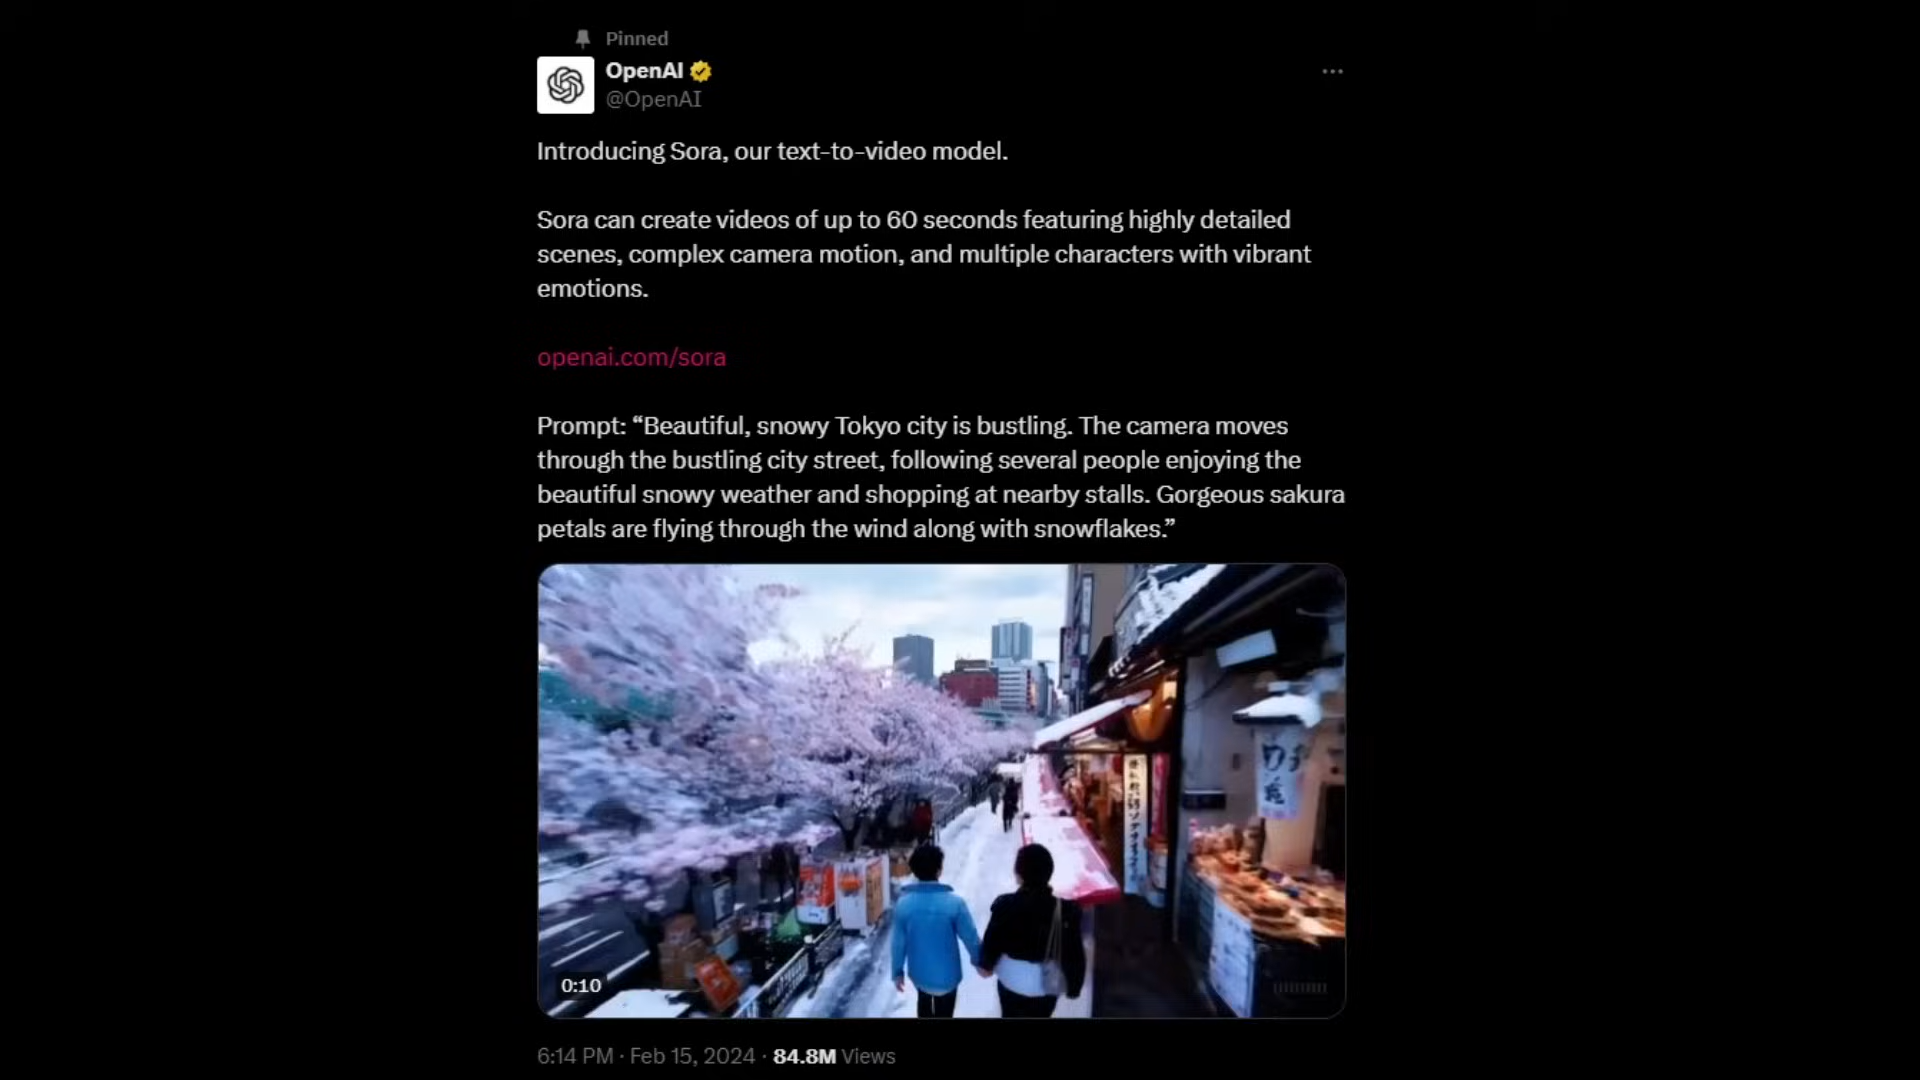 Pinned
OpenAI
@OpenAI
Introducing Sora, our text-to-video model.
Sora can create videos of up to 60 seconds featuring highly detailed
scenes, complex camera motion, and multiple characters with vibrant
emotions.
openai.com/sora
Prompt: “Beautiful, snowy Tokyo city is bustling. The camera moves
through the bustling city street, following several people enjoying the
beautiful snowy weather and shopping at nearby stalls. Gorgeous sakura
petals are flying through the wind along with snowflakes.”
0:10
6:14 PM · Feb 15, 2024 · 84.8M Views